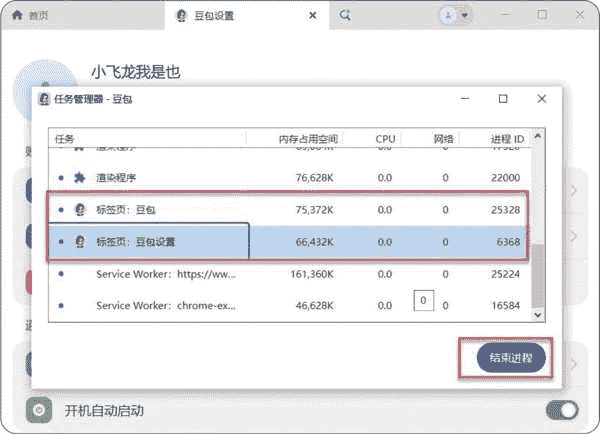 首页
豆包设置
小飞龙我是也
任务管理器 - 豆包
任务 内存占用空间 CPU 网络 进程 ID
渲染程序
渲染程序 76,628K 0.0 0 22000
标签页：豆包 75,372K 0.0 0 25328
标签页：豆包设置 66,432K 0.0 0 6368
Service Worker：https://ww... 161,360K 0.0 0 25224
Service Worker：chrome-ex... 46,628K 0.0 0 16584
0
结束进程
开机自动启动